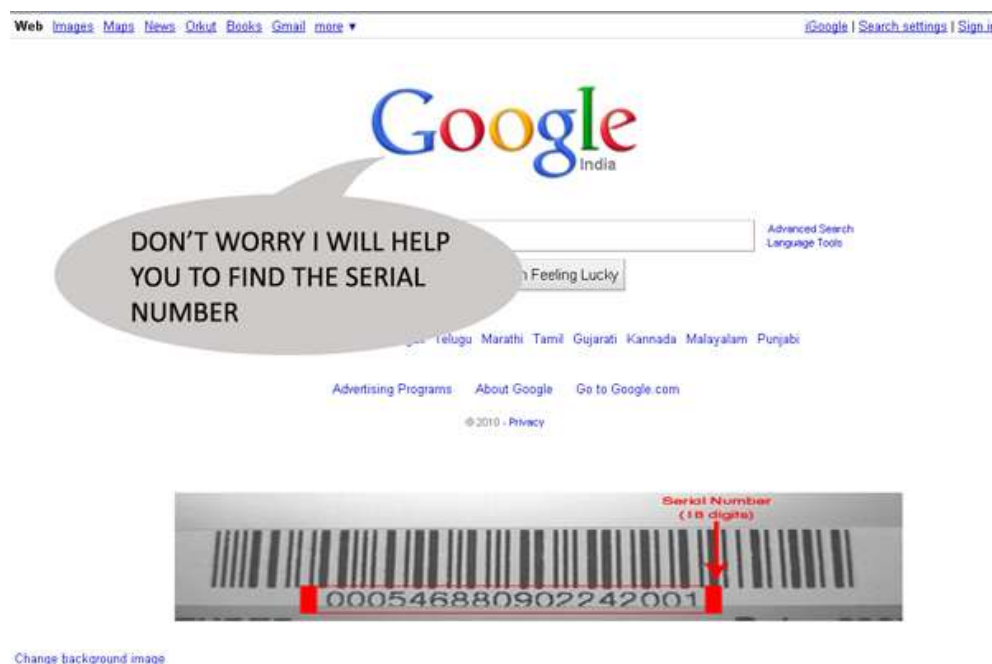 Web Images Maps News Orkut Books Gmail more ▼
iGoogle | Search settings | Sign in
Google
India
DON'T WORRY I WILL HELP
YOU TO FIND THE SERIAL
NUMBER
Advanced Search
Language Tools
Feeling Lucky
Telugu Marathi Tamil Gujarati Kannada Malayalam Punjabi
Advertising Programs About Google Go to Google.com
© 2010 - Privacy
Serial Number
(18 digits)
000546880902242001
Change background image